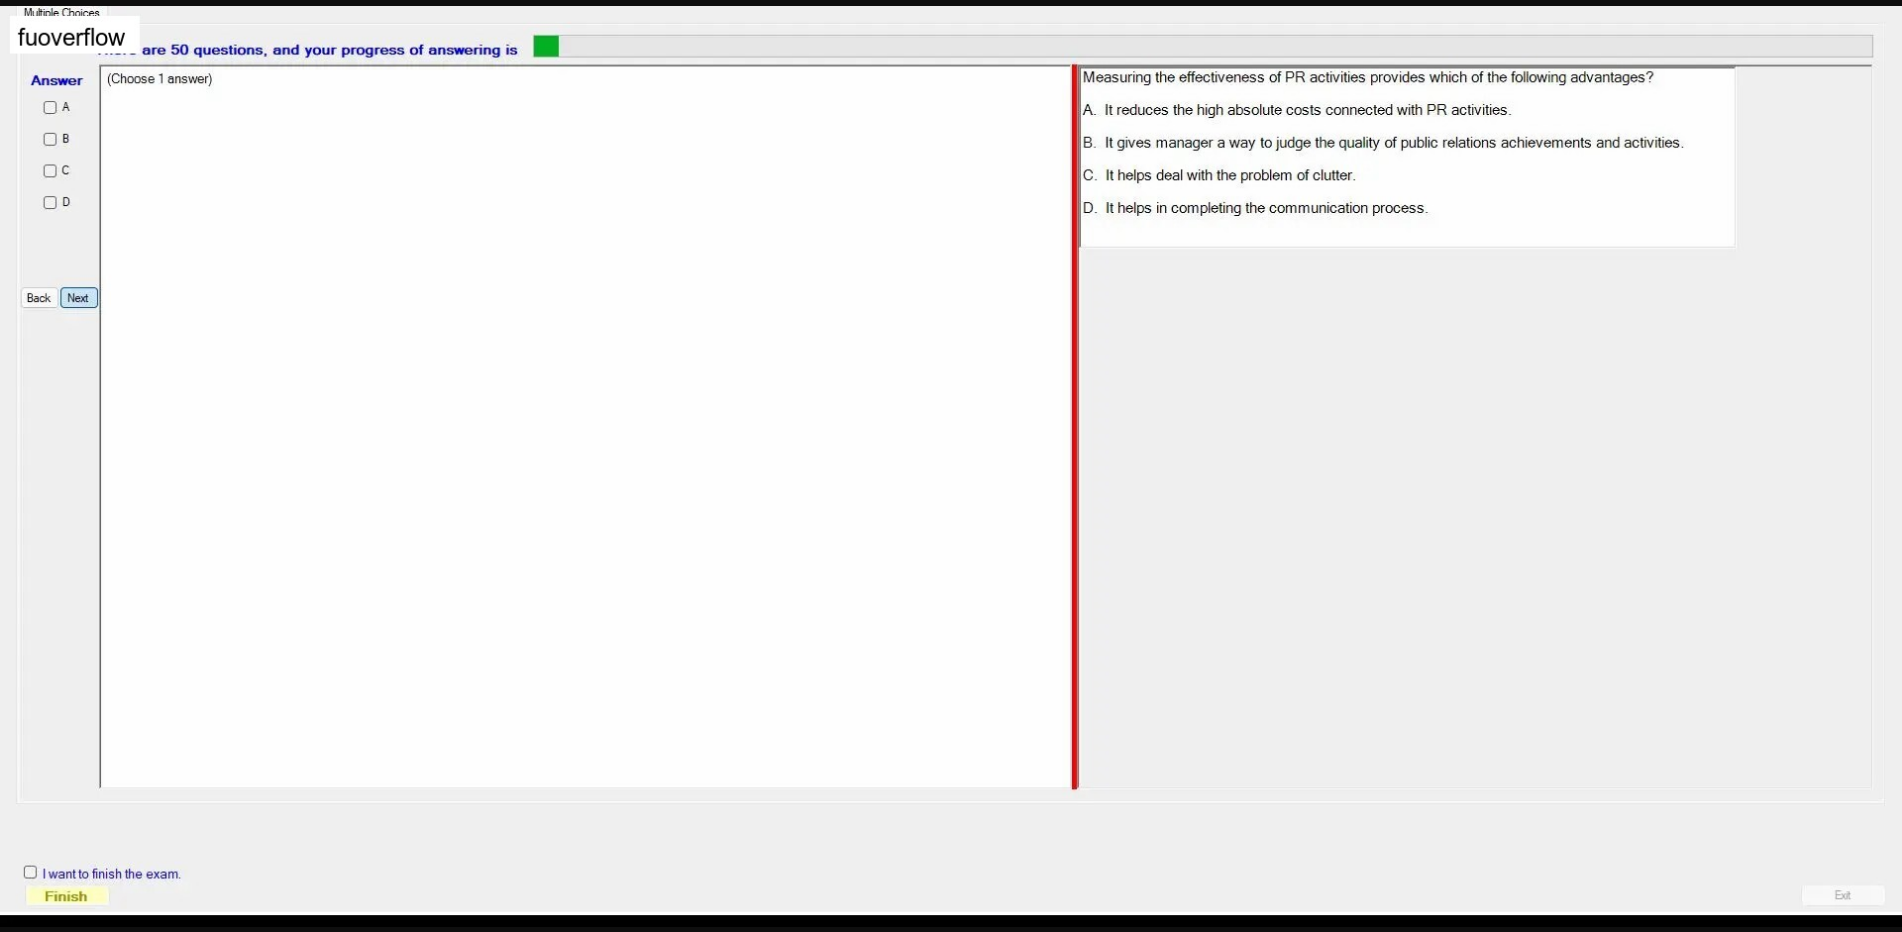 Multiple Choices
fuoverflow
are 50 questions, and your progress of answering is
Answer
(Choose 1 answer)
A
B
C
D
Back
Next
Measuring the effectiveness of PR activities provides which of the following advantages?
A. It reduces the high absolute costs connected with PR activities.
B. It gives manager a way to judge the quality of public relations achievements and activities.
C. It helps deal with the problem of clutter.
D. It helps in completing the communication process.
I want to finish the exam.
Finish
Exit